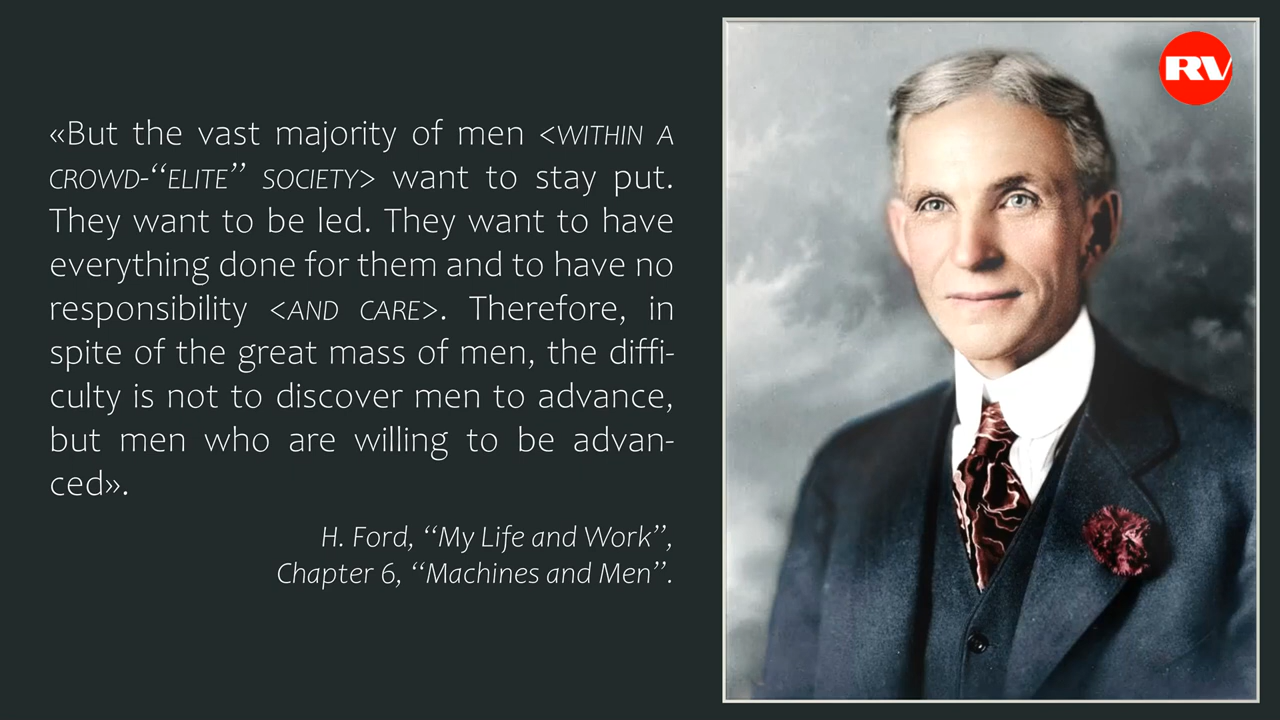 «But the vast majority of men <WITHIN A
CROWD-“ELITE” SOCIETY> want to stay put.
They want to be led. They want to have
everything done for them and to have no
responsibility <AND CARE>. Therefore, in
spite of the great mass of men, the diffi-
culty is not to discover men to advance,
but men who are willing to be advan-
ced».
H. Ford, “My Life and Work”,
Chapter 6, “Machines and Men”.
RV